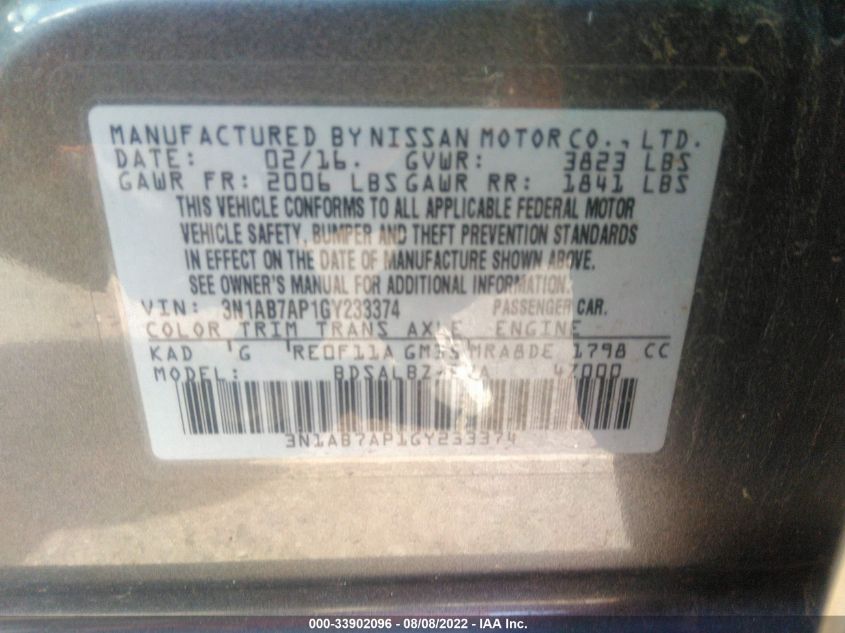 MANUFACTURED BY NISSAN MOTOR CO., LTD.
DATE: 02/16. GVWR: 3823 LBS
GAWR FR: 2006 LBS GAWR RR: 1841 LBS
THIS VEHICLE CONFORMS TO ALL APPLICABLE FEDERAL MOTOR
VEHICLE SAFETY, BUMPER AND THEFT PREVENTION STANDARDS
IN EFFECT ON THE DATE OF MANUFACTURE SHOWN ABOVE.
SEE OWNER'S MANUAL FOR ADDITIONAL INFORMATION.
VIN: 3N1AB7AP1GY233374 PASSENGER CAR.
COLOR TRIM TRANS AXLE ENGINE
KAD G RE0F11A GM35 MRA8DE 1798 CC
MODEL: 47000
3N1AB7AP1GY233374
000-33902096 - 08/08/2022 - IAA Inc.